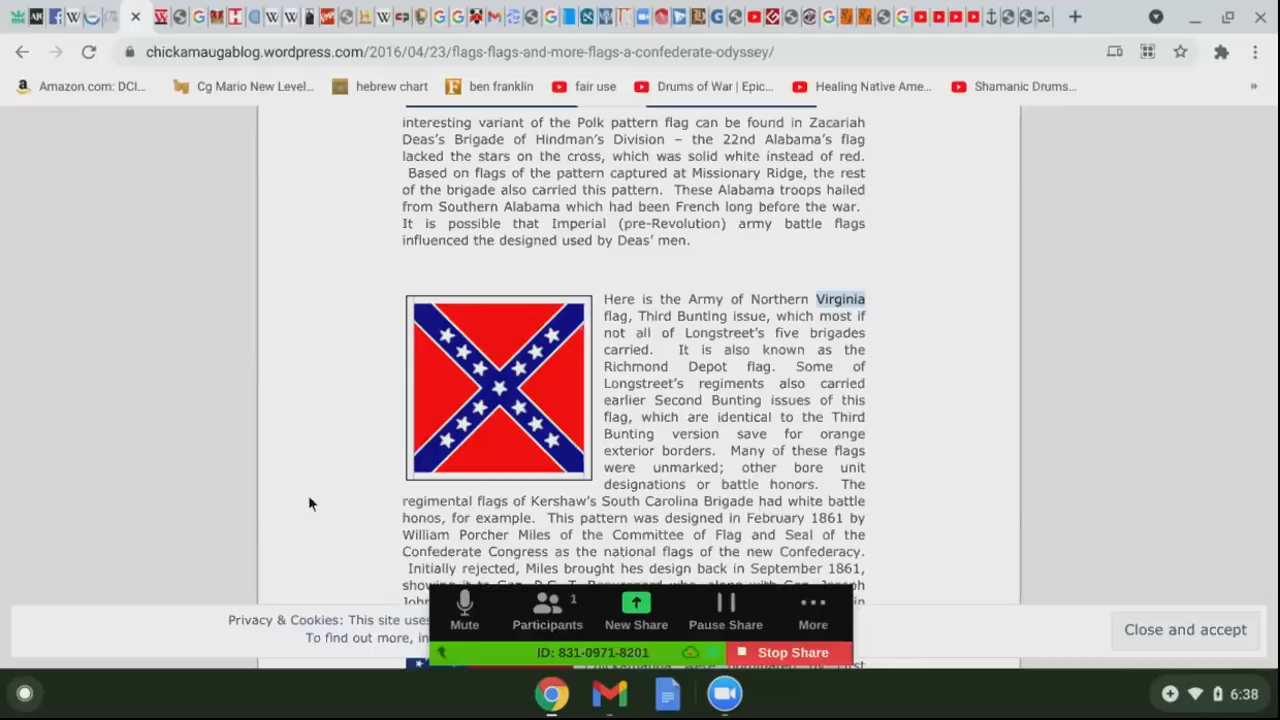 chickamaugablog.wordpress.com/2016/04/23/flags-flags-and-more-flags-a-confederate-odyssey/
Amazon.com: DCI...
Cg Mario New Level...
hebrew chart
ben franklin
fair use
Drums of War | Epic...
Healing Native Ame...
Shamanic Drums...
»
interesting variant of the Polk pattern flag can be found in Zacariah
Deas's Brigade of Hindman's Division – the 22nd Alabama's flag
lacked the stars on the cross, which was solid white instead of red.
Based on flags of the pattern captured at Missionary Ridge, the rest
of the brigade also carried this pattern. These Alabama troops hailed
from Southern Alabama which had been French long before the war.
It is possible that Imperial (pre-Revolution) army battle flags
influenced the designed used by Deas' men.
Here is the Army of Northern Virginia
flag, Third Bunting issue, which most if
not all of Longstreet's five brigades
carried. It is also known as the
Richmond Depot flag. Some of
Longstreet's regiments also carried
earlier Second Bunting issues of this
flag, which are identical to the Third
Bunting version save for orange
exterior borders. Many of these flags
were unmarked; other bore unit
designations or battle honors. The
regimental flags of Kershaw's South Carolina Brigade had white battle
honos, for example. This pattern was designed in February 1861 by
William Porcher Miles of the Committee of Flag and Seal of the
Confederate Congress as the national flags of the new Confederacy.
Initially rejected, Miles brought hes design back in September 1861,
Privacy & Cookies: This site uses
To find out more, in
Close and accept
Mute
Participants
1
New Share
Pause Share
More
ID: 831-0971-8201
Stop Share
6:38